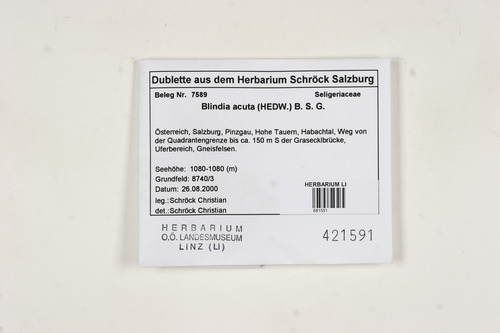 Dublette aus dem Herbarium Schröck Salzburg
Beleg Nr. 7589 Seligeriaceae
Blindia acuta (HEDW.) B. S. G.
Österreich, Salzburg, Pinzgau, Hohe Tauern, Habachtal, Weg von
der Quadrantengrenze bis ca. 150 m S der Grasecklbrücke,
Uferbereich, Gneisfelsen.
Seehöhe: 1080-1080 (m)
Grundfeld: 8740/3
Datum: 26.08.2000
HERBARIUM LI
leg.:Schröck Christian
det.:Schröck Christian
HERBARIUM
O.Ö. LANDESMUSEUM
LINZ (LI)
421591